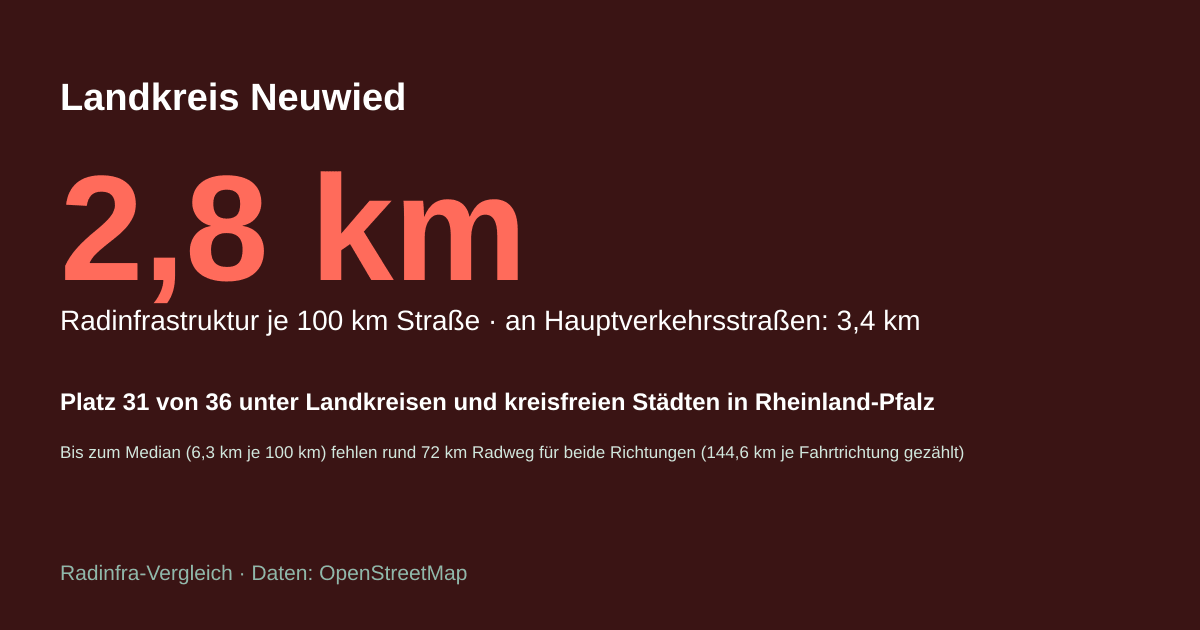 Landkreis Neuwied
2,8 km
Radinfrastruktur je 100 km Straße · an Hauptverkehrsstraßen: 3,4 km
Platz 31 von 36 unter Landkreisen und kreisfreien Städten in Rheinland-Pfalz
Bis zum Median (6,3 km je 100 km) fehlen rund 72 km Radweg für beide Richtungen (144,6 km je Fahrtrichtung gezählt)
Radinfra-Vergleich · Daten: OpenStreetMap